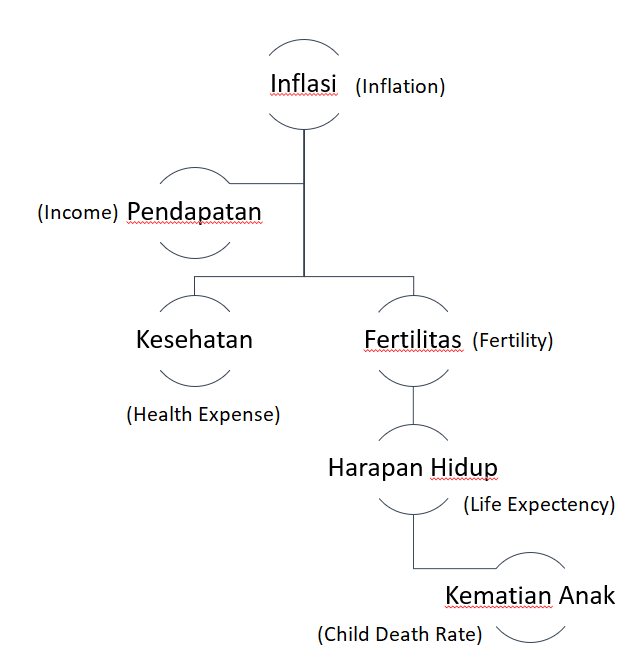 Inflasi (Inflation)
(Income) Pendapatan
Kesehatan
Fertilitas (Fertility)
(Health Expense)
Harapan Hidup
(Life Expectency)
Kematian Anak
(Child Death Rate)